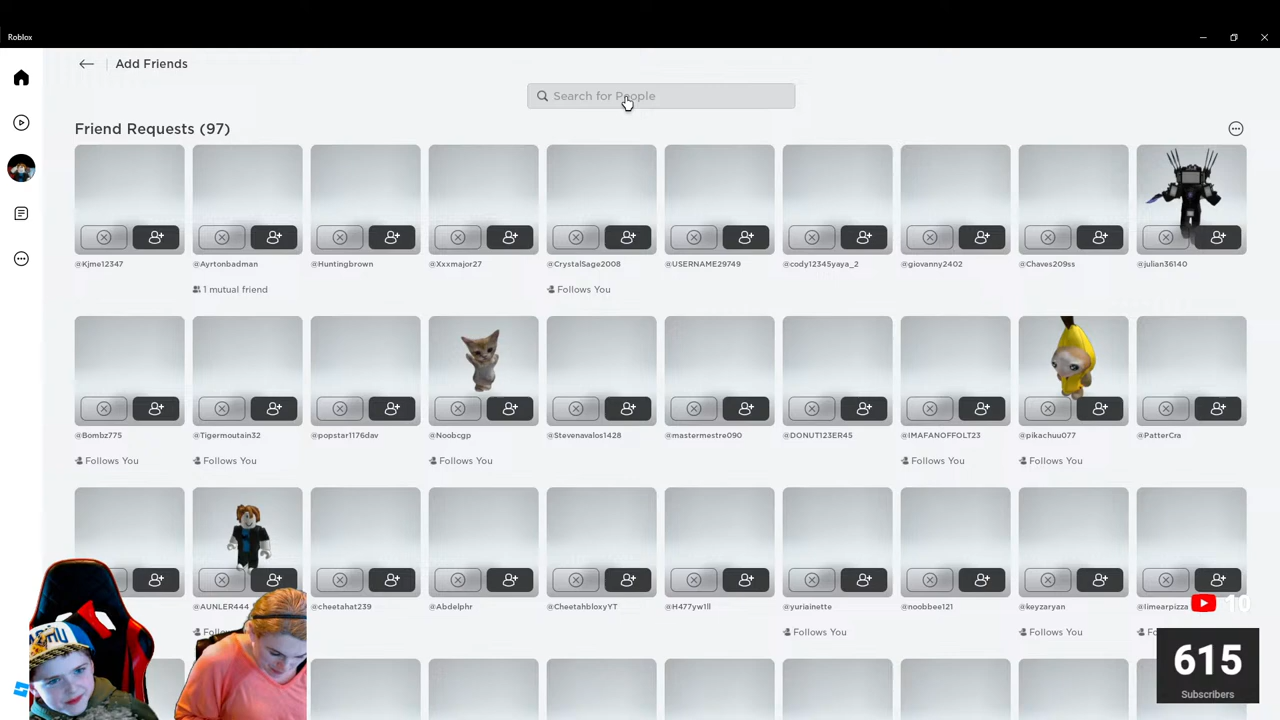 Roblox
Add Friends
Search for People
Friend Requests (97)
@Kjme12347 @Ayrtonbadman @Huntingbrown @Xxxmajor27 @CrystalSage2008 @USERNAME29749 @cody12345yaya_2 @giovanny2402 @Chaves209ss @julian36140
1 mutual friend Follows You
@Bombz775 @Tigermoutain32 @popstar1176dav @Noobcgp @Stevenavalos1428 @mastermestre090 @DONUT123ER45 @IMAFANOFFOLT23 @pikachuu077 @PatterCra
Follows You Follows You Follows You Follows You Follows You
@AUNLER444 @cheetahat239 @Abdelphr @CheetahbloxyYT @H477yw1ll @yuriainette @noobbee121 @keyzaryan @limearpizza
10
Follows You Follows You
615
Subscribers